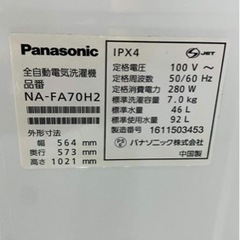 Panasonic
全自動電気洗濯機
品番
NA-FA70H2
外形寸法
幅 564 mm
奥行 573 mm
高さ 1021 mm
IPX4
S JET
定格電圧 100 V～
定格周波数 50/60 Hz
定格消費電力 280 W
標準洗濯容量 7.0 kg
標準水量 46 L
標準使用水量 92 L
製造番号 1611503453
パナソニック株式会社
中国製